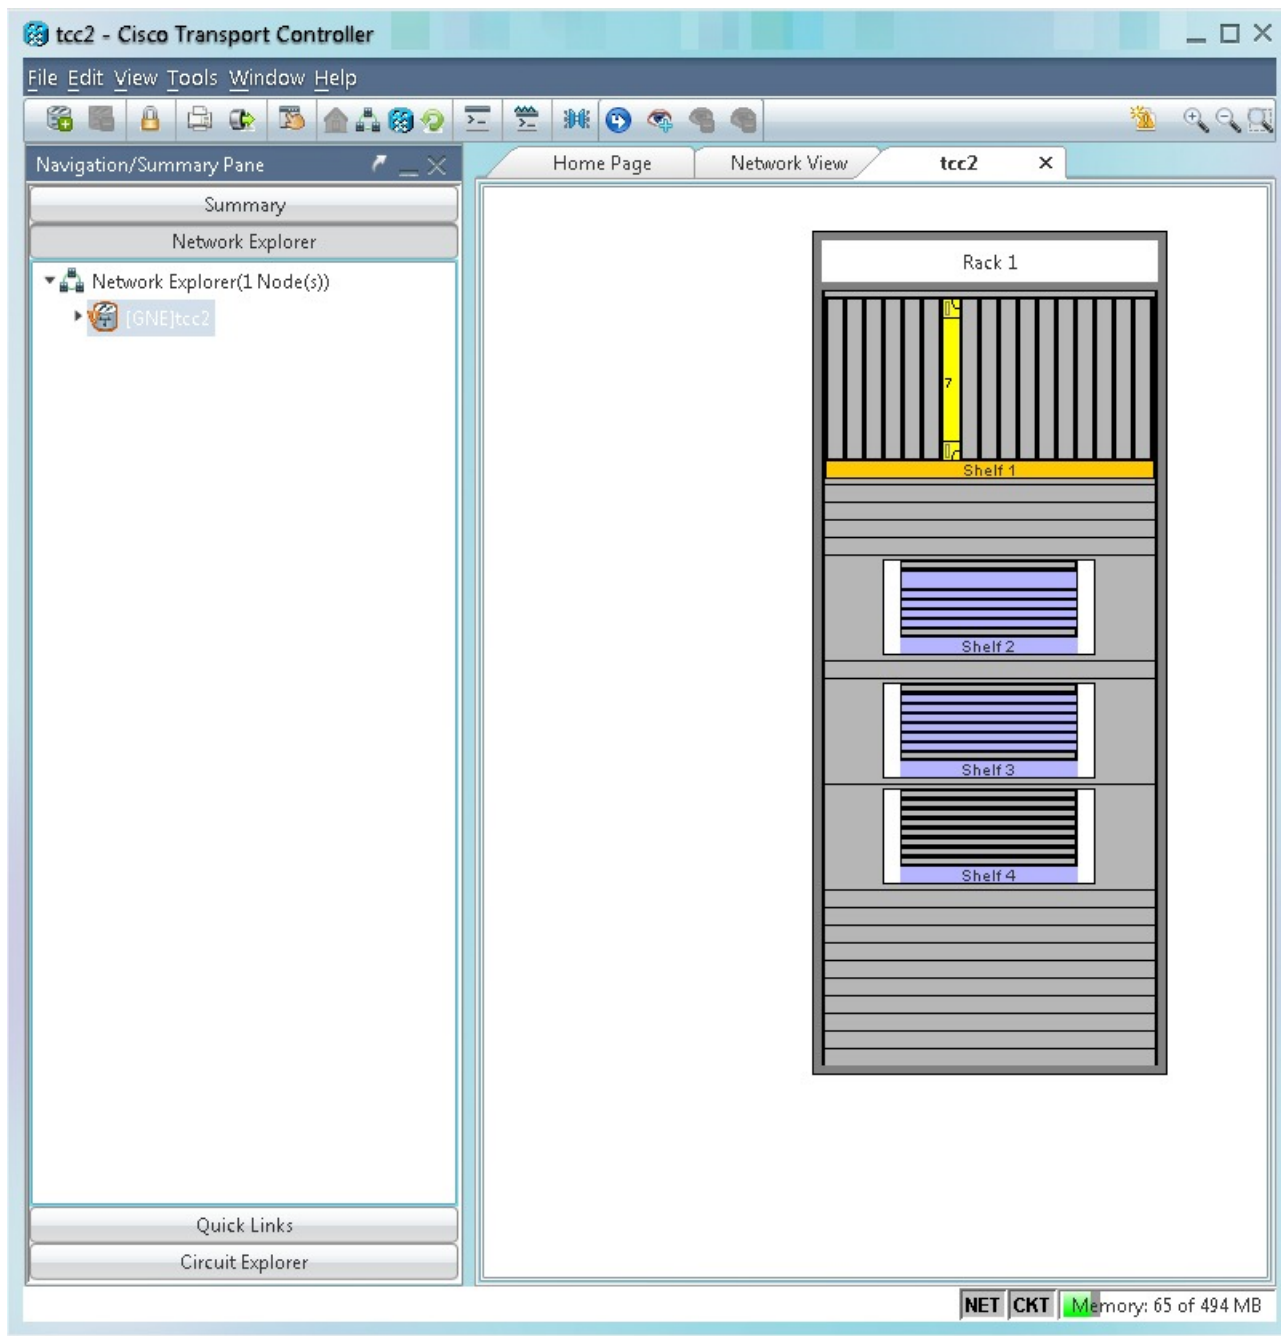 tcc2 - Cisco Transport Controller
File Edit View Tools Window Help
Navigation/Summary Pane
Home Page
Network View
tcc2
Summary
Network Explorer
Network Explorer(1 Node(s))
[GNE]tcc2
Rack 1
7
Shelf 1
Shelf 2
Shelf 3
Shelf 4
Quick Links
Circuit Explorer
NET CKT Memory: 65 of 494 MB